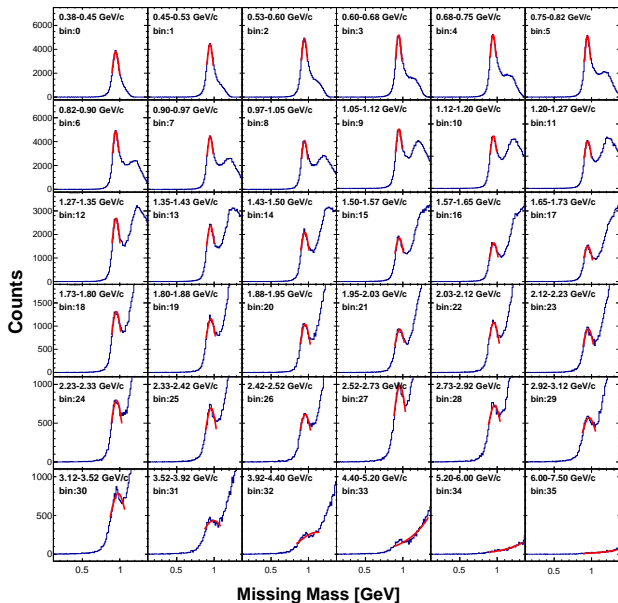 0.38-0.45 GeV/c 0.45-0.53 GeV/c 0.53-0.60 GeV/c 0.60-0.68 GeV/c 0.68-0.75 GeV/c 0.75-0.82 GeV/c
6000 bin:0 bin:1 bin:2 bin:3 bin:4 bin:5
4000
2000
0
0.82-0.90 GeV/c 0.90-0.97 GeV/c 0.97-1.05 GeV/c 1.05-1.12 GeV/c 1.12-1.20 GeV/c 1.20-1.27 GeV/c
6000 bin:6 bin:7 bin:8 bin:9 bin:10 bin:11
4000
2000
0
1.27-1.35 GeV/c 1.35-1.43 GeV/c 1.43-1.50 GeV/c 1.50-1.57 GeV/c 1.57-1.65 GeV/c 1.65-1.73 GeV/c
3000 bin:12 bin:13 bin:14 bin:15 bin:16 bin:17
2000
1000
0
1.73-1.80 GeV/c 1.80-1.88 GeV/c 1.88-1.95 GeV/c 1.95-2.03 GeV/c 2.03-2.12 GeV/c 2.12-2.23 GeV/c
1500 bin:18 bin:19 bin:20 bin:21 bin:22 bin:23
1000
500
0
2.23-2.33 GeV/c 2.33-2.42 GeV/c 2.42-2.52 GeV/c 2.52-2.73 GeV/c 2.73-2.92 GeV/c 2.92-3.12 GeV/c
1000 bin:24 bin:25 bin:26 bin:27 bin:28 bin:29
500
0
3.12-3.52 GeV/c 3.52-3.92 GeV/c 3.92-4.40 GeV/c 4.40-5.20 GeV/c 5.20-6.00 GeV/c 6.00-7.50 GeV/c
1000 bin:30 bin:31 bin:32 bin:33 bin:34 bin:35
500
0
0.5 1 0.5 1 0.5 1 0.5 1 0.5 1 0.5 1
Counts
Missing Mass [GeV]